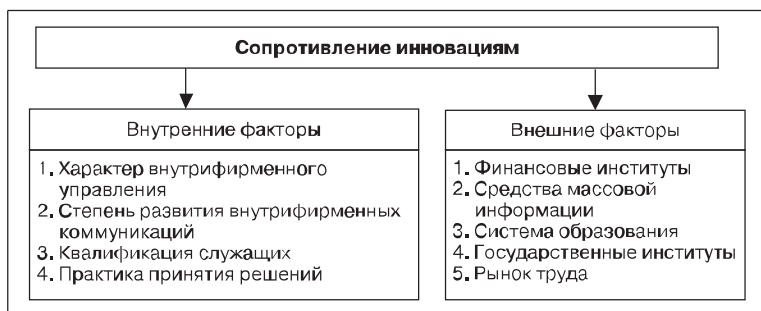 Сопротивление инновациям
Внутренние факторы
1. Характер внутрифирменного
управления
2. Степень развития внутрифирменных
коммуникаций
3. Квалификация служащих
4. Практика принятия решений
Внешние факторы
1. Финансовые институты
2. Средства массовой
информации
3. Система образования
4. Государственные институты
5. Рынок труда